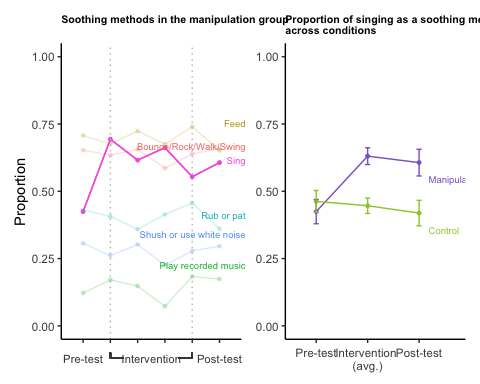 Soothing methods in the manipulation group
Proportion of singing as a soothing me
across conditions
1.00
0.75
0.50
0.25
0.00
Proportion
Feed
Bounce/Rock/Walk/Swing
Sing
Rub or pat
Shush or use white noise
Play recorded music
Pre-test
Intervention
Post-test
1.00
0.75
0.50
0.25
0.00
Manipula
Control
Pre-test
Intervention
(avg.)
Post-test